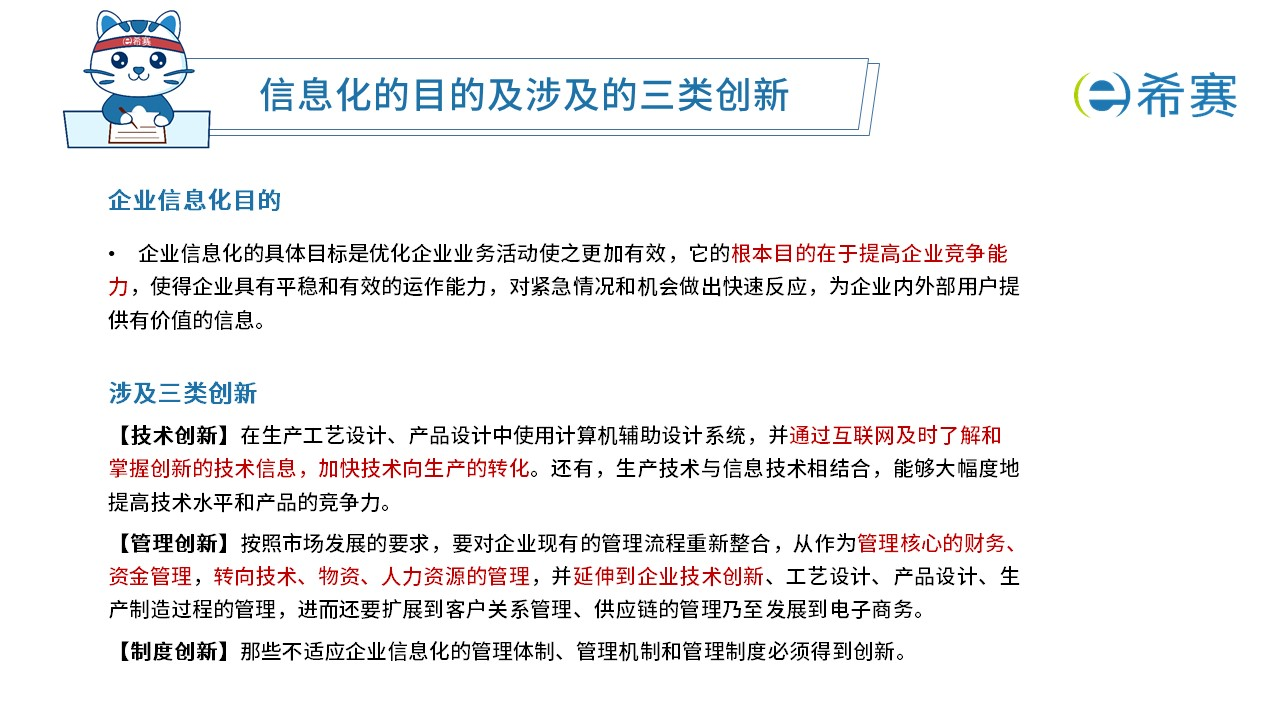 信息化的目的及涉及的三类创新
希赛
希赛
企业信息化目的
• 企业信息化的具体目标是优化企业业务活动使之更加有效，它的根本目的在于提高企业竞争能
力，使得企业具有平稳和有效的运作能力，对紧急情况和机会做出快速反应，为企业内外部用户提
供有价值的信息。
涉及三类创新
【技术创新】在生产工艺设计、产品设计中使用计算机辅助设计系统，并通过互联网及时了解和
掌握创新的技术信息，加快技术向生产的转化。还有，生产技术与信息技术相结合，能够大幅度地
提高技术水平和产品的竞争力。
【管理创新】按照市场发展的要求，要对企业现有的管理流程重新整合，从作为管理核心的财务、
资金管理，转向技术、物资、人力资源的管理，并延伸到企业技术创新、工艺设计、产品设计、生
产制造过程的管理，进而还要扩展到客户关系管理、供应链的管理乃至发展到电子商务。
【制度创新】那些不适应企业信息化的管理体制、管理机制和管理制度必须得到创新。